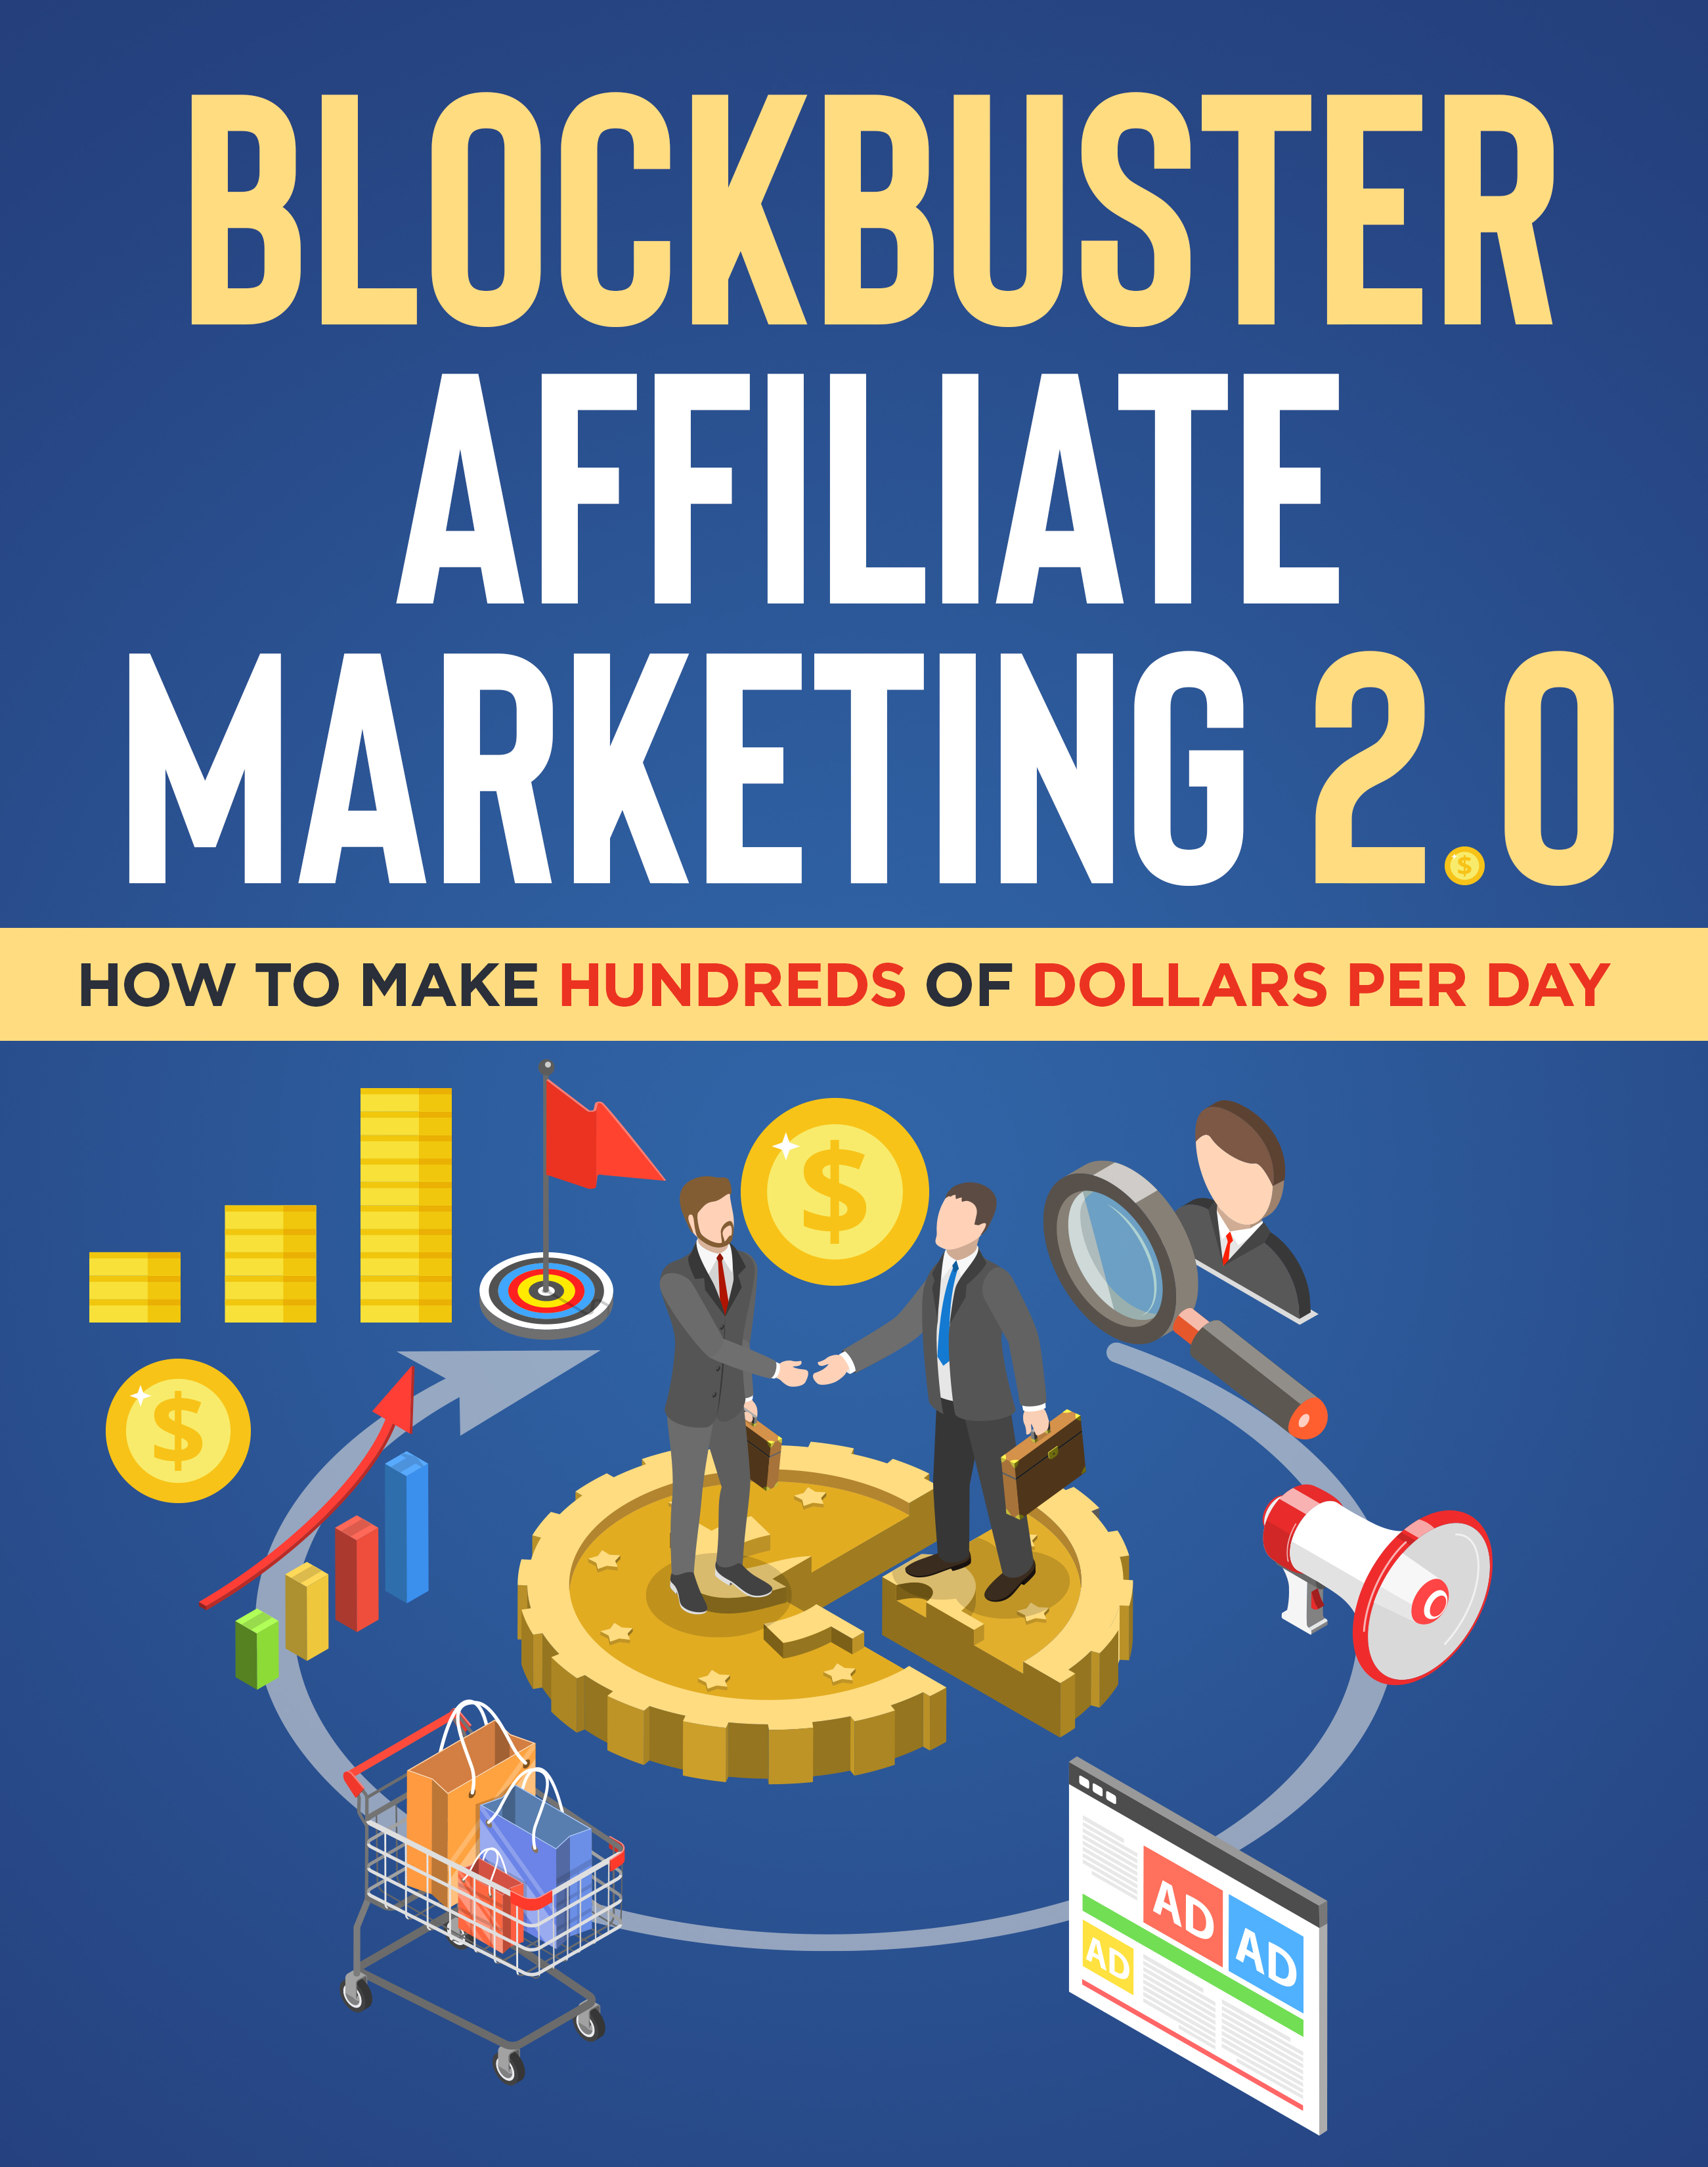 BLOCKBUSTER
AFFILIATE
MARKETING 2.0
$
HOW TO MAKE HUNDREDS OF DOLLARS PER DAY
$
$
AD
AD
AD